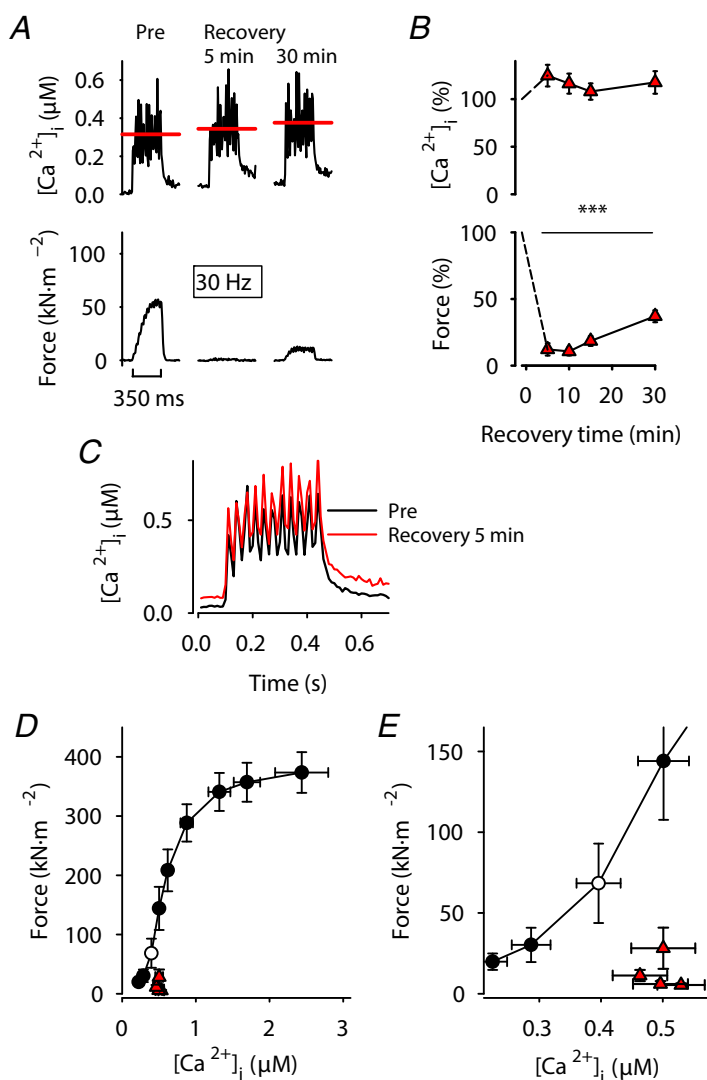 A
Pre
Recovery
5 min
30 min
[Ca 2+]i (μM)
0.6
0.4
0.2
0.0
Force (kN·m −2)
100
50
0
30 Hz
350 ms
B
[Ca 2+]i (%)
100
50
0
***
Force (%)
100
50
0
0
10
20
30
Recovery time (min)
C
[Ca 2+]i (μM)
0.5
0.0
Pre
Recovery 5 min
0.0
0.2
0.4
0.6
Time (s)
D
Force (kN·m -2)
400
300
200
100
0
0
1
2
3
[Ca 2+]i (μM)
E
Force (kN·m -2)
150
100
50
0
0.3
0.4
0.5
[Ca 2+]i (μM)